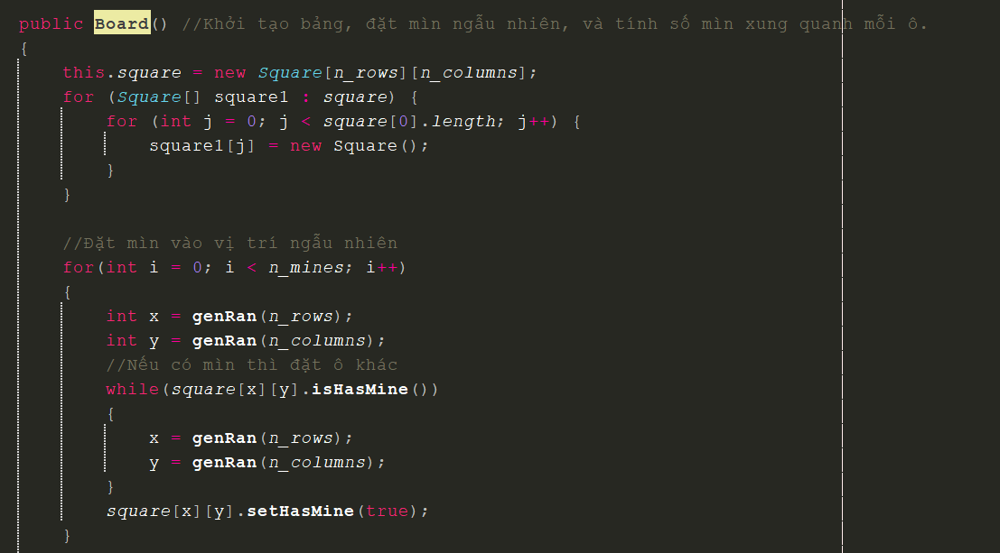 public Board() //Khởi tạo bảng, đặt mìn ngẫu nhiên, và tính số mìn xung quanh mỗi ô.
{
    this.square = new Square[n_rows][n_columns];
    for (Square[] square1 : square) {
        for (int j = 0; j < square[0].length; j++) {
            square1[j] = new Square();
        }
    }

    //Đặt mìn vào vị trí ngẫu nhiên
    for(int i = 0; i < n_mines; i++)
    {
        int x = genRan(n_rows);
        int y = genRan(n_columns);
        //Nếu có mìn thì đặt ô khác
        while(square[x][y].isHasMine())
        {
            x = genRan(n_rows);
            y = genRan(n_columns);
        }
        square[x][y].setHasMine(true);
    }